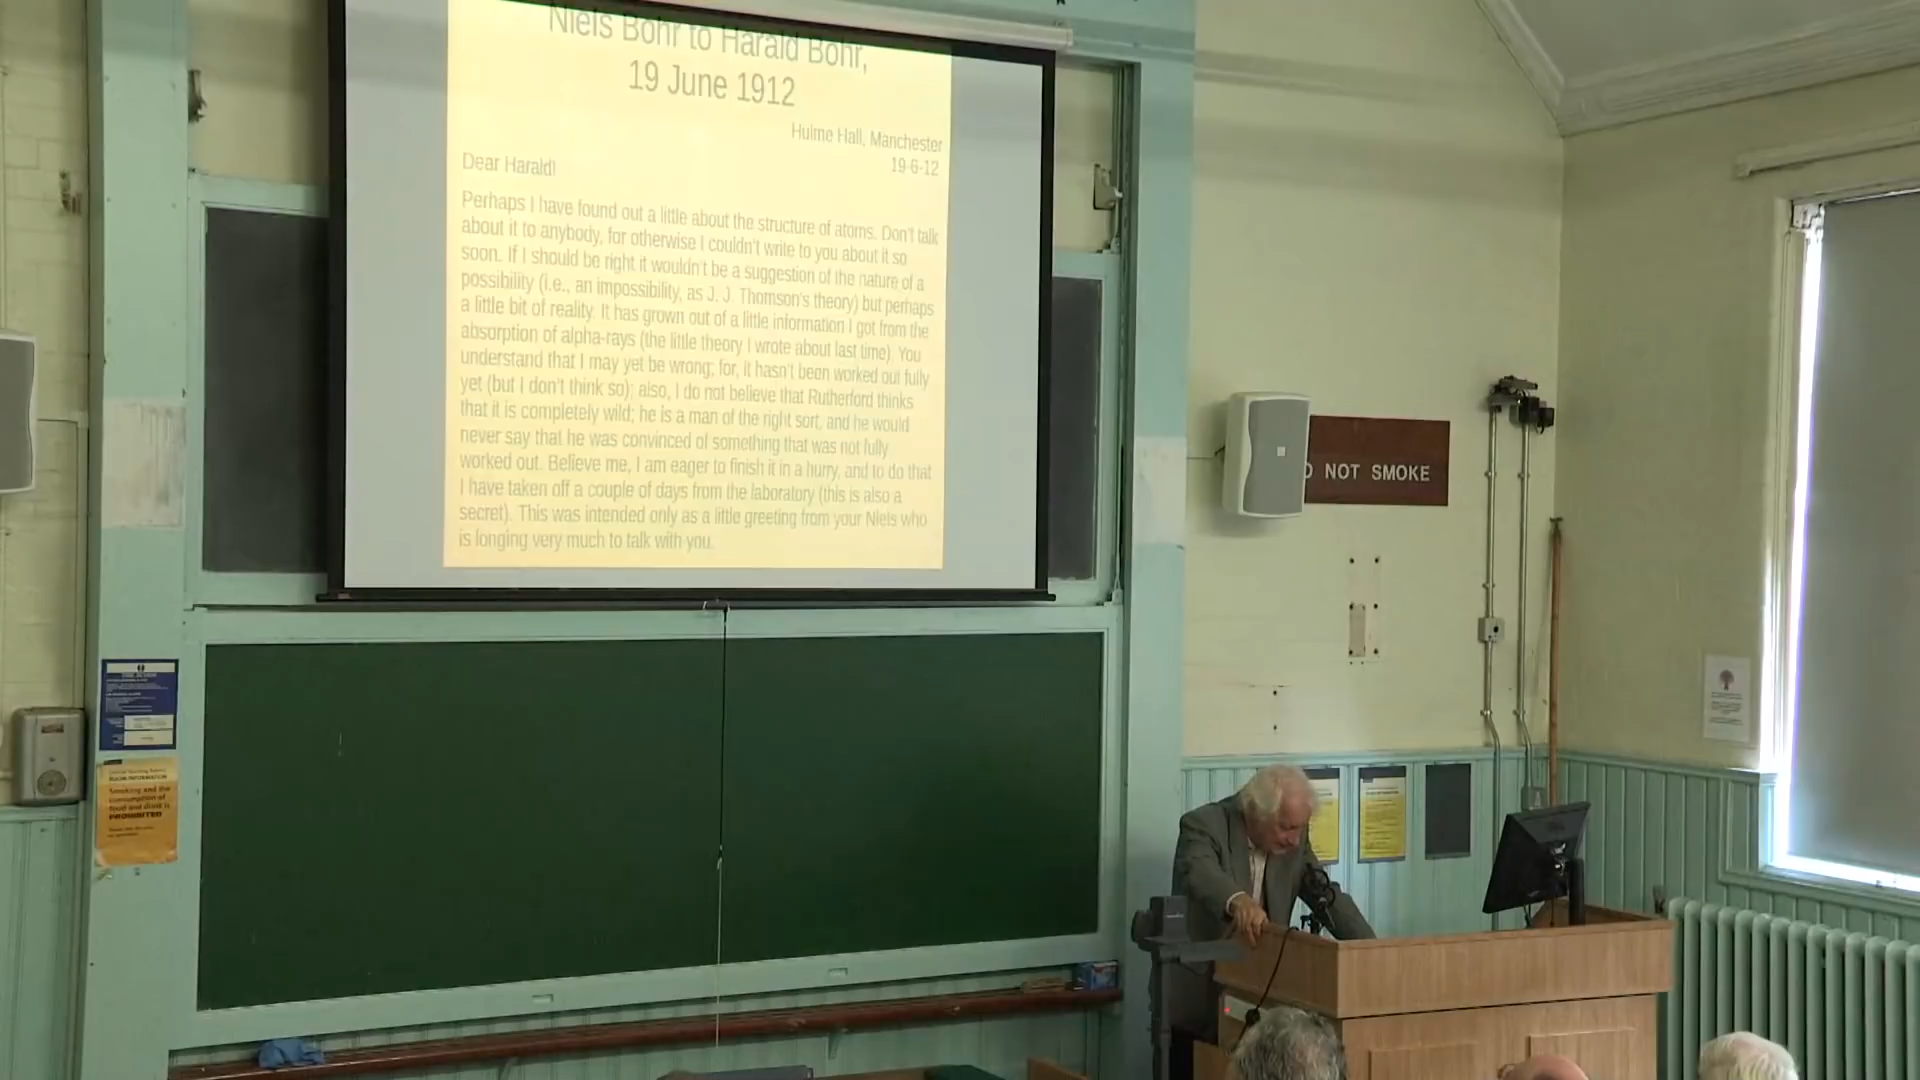 Niels Bohr to Harald Bohr,
19 June 1912
Hulme Hall, Manchester
19-6-12
Dear Harald!
Perhaps I have found out a little about the structure of atoms. Don't talk
about it to anybody, for otherwise I couldn't write to you about it so
soon. If I should be right it wouldn't be a suggestion of the nature of a
possibility (i.e., an impossibility, as J. J. Thomson's theory) but perhaps
a little bit of reality. It has grown out of a little information I got from the
absorption of alpha-rays (the little theory I wrote about last time). You
understand that I may yet be wrong; for, it hasn't been worked out fully
yet (but I don't think so); also, I do not believe that Rutherford thinks
that it is completely wild; he is a man of the right sort, and he would
never say that he was convinced of something that was not fully
worked out. Believe me, I am eager to finish it in a hurry, and to do that
I have taken off a couple of days from the laboratory (this is also a
secret). This was intended only as a little greeting from your Niels who
is longing very much to talk with you.
O NOT SMOKE
Smoking and the
consumption of
food and drink is
PROHIBITED